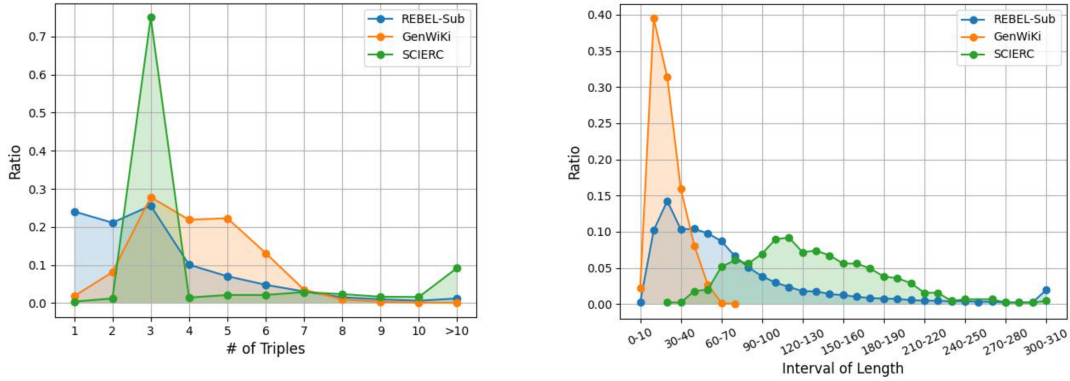 REBEL-Sub
GenWiKi
SCIERC
0.7
0.6
0.5
0.4
0.3
0.2
0.1
0.0
Ratio
1 2 3 4 5 6 7 8 9 10 >10
# of Triples
REBEL-Sub
GenWiKi
SCIERC
0.40
0.35
0.30
0.25
0.20
0.15
0.10
0.05
0.00
Ratio
0-10 30-40 60-70 90-100 120-130 150-160 180-190 210-220 240-250 270-280 300-310
Interval of Length